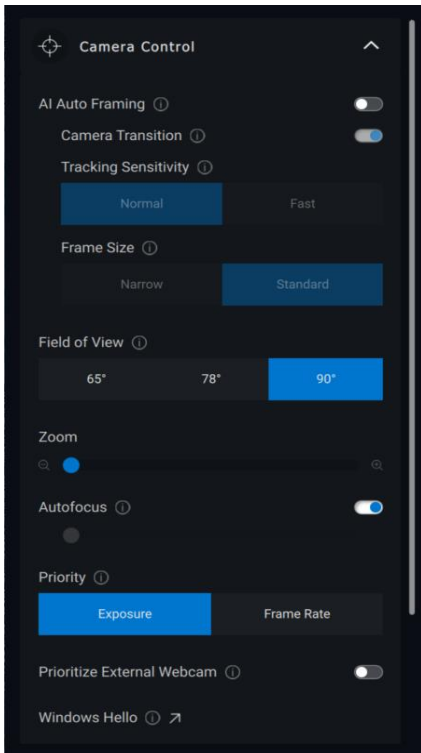 Camera Control
AI Auto Framing
Camera Transition
Tracking Sensitivity
Normal Fast
Frame Size
Narrow Standard
Field of View
65° 78° 90°
Zoom
Autofocus
Priority
Exposure Frame Rate
Prioritize External Webcam
Windows Hello